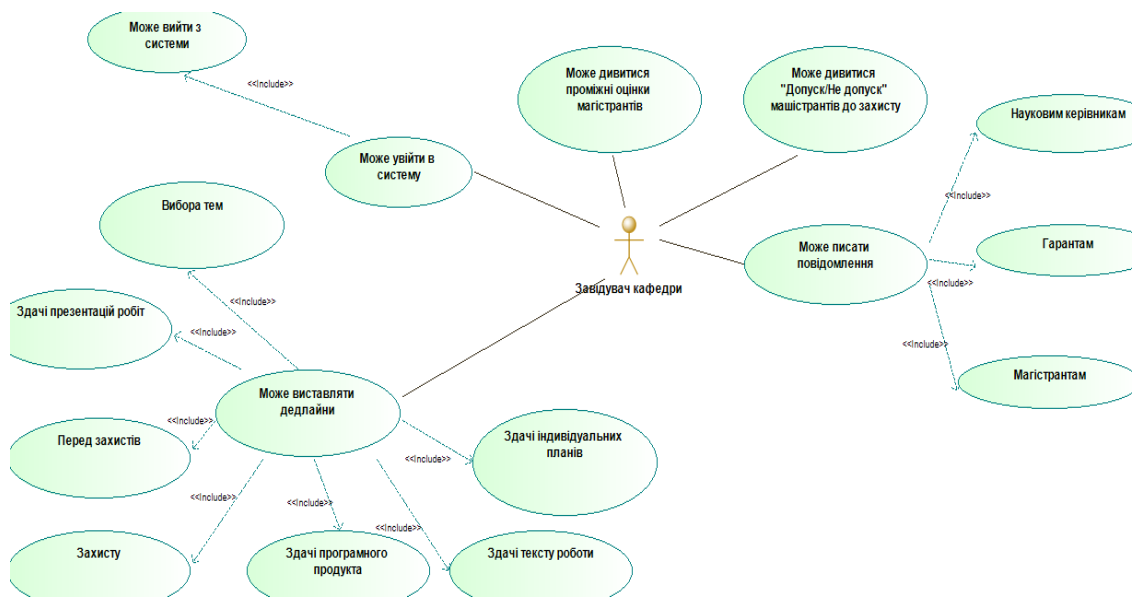 Може вийти з
системи
<<Include>>
Може дивитися
проміжні оцінки
магістрантів
Може дивитися
"Допуск/Не допуск"
машістрантів до захисту
Науковим керівникам
<<Include>>
Може увійти в
систему
Вибора тем
<<Include>>
Може писати
повідомлення
Гарантам
<<Include>>
<<Include>>
Магістрантам
Завідувач кафедри
Здачі презентацій робіт
<<Include>>
Може виставляти
дедлайни
Перед захистів
<<Include>>
<<Include>>
Здачі індивідуальних
планів
<<Include>>
<<Include>>
<<Include>>
Захисту
Здачі програмного
продукта
Здачі тексту роботи